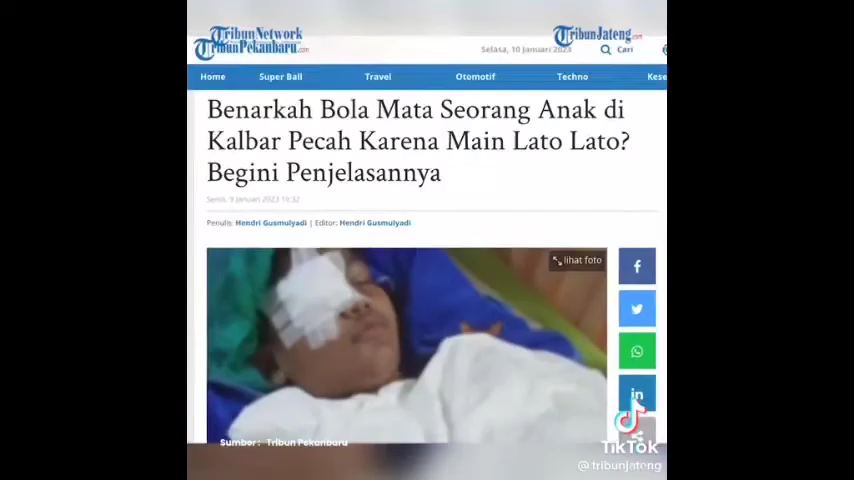 TribunNetwork
TribunPekanbaru.com
TribunJateng.com
Selasa, 10 Januari 2023
Cari
Home
Super Ball
Travel
Otomotif
Techno
Kese
Benarkah Bola Mata Seorang Anak di
Kalbar Pecah Karena Main Lato Lato?
Begini Penjelasannya
Senin, 9 Januari 2023
Penulis: Hendri Gusmulyadi | Editor: Hendri Gusmulyadi
lihat foto
f
in
Sumber : Tribun Pekanbaru
TikTok
@tribunjateng